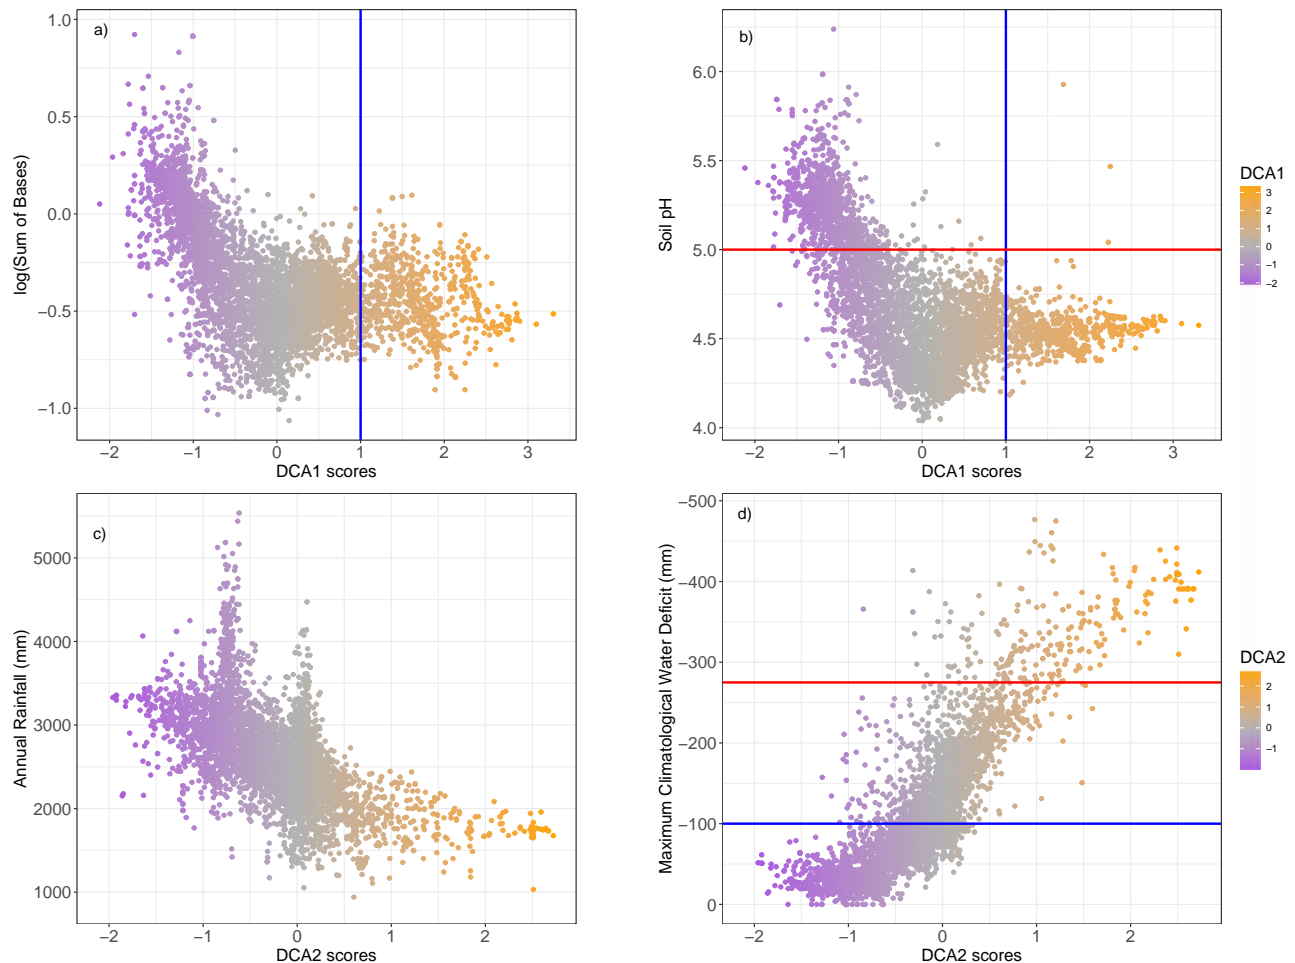 a)
1.0
0.5
0.0
−0.5
−1.0
log(Sum of Bases)
−2 −1 0 1 2 3
DCA1 scores
b)
6.0
5.5
5.0
4.5
4.0
Soil pH
−2 −1 0 1 2 3
DCA1 scores
DCA1
3
2
1
0
−1
−2
c)
5000
4000
3000
2000
1000
Annual Rainfall (mm)
−2 −1 0 1 2
DCA2 scores
d)
−500
−400
−300
−200
−100
0
Maximum Climatological Water Deficit (mm)
−2 −1 0 1 2
DCA2 scores
DCA2
2
1
0
−1